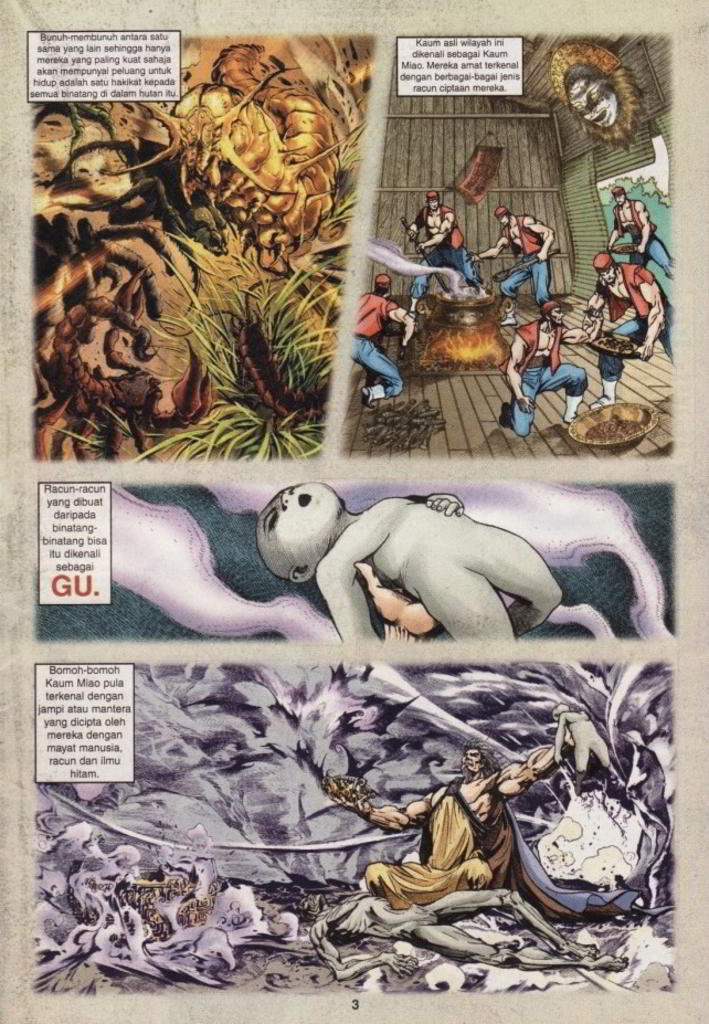 Bunuh-membunuh antara satu
sama yang lain sehingga hanya
mereka yang paling kuat sahaja
akan mempunyai peluang untuk
hidup adalah satu hakikat kepada
semua binatang di dalam hutan itu.
Kaum asli wilayah ini
dikenali sebagai Kaum
Miao. Mereka amat terkenal
dengan berbagai-bagai jenis
racun ciptaan mereka.
Racun-racun
yang dibuat
daripada
binatang-
binatang bisa
itu dikenali
sebagai
GU.
Bomoh-bomoh
Kaum Miao pula
terkenal dengan
jampi atau mantera
yang dicipta oleh
mereka dengan
mayat manusia,
racun dan ilmu
hitam.
3